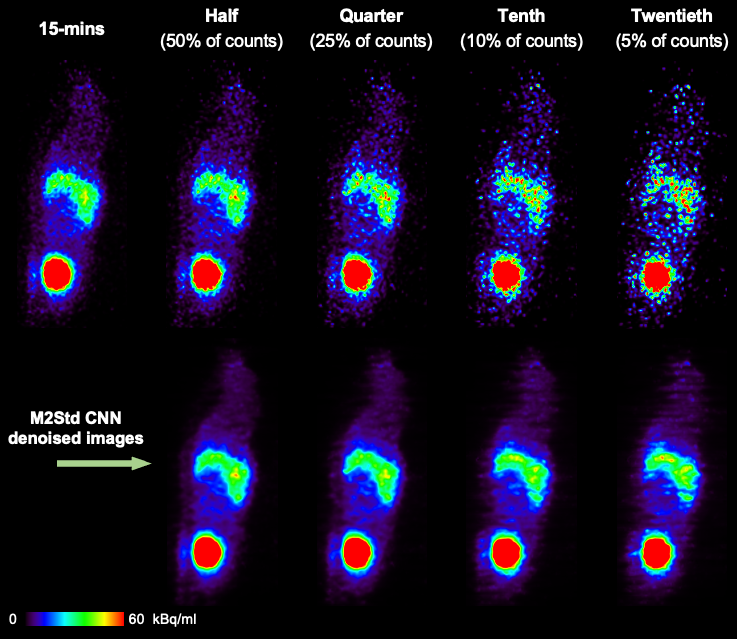 15-mins
Half
(50% of counts)
Quarter
(25% of counts)
Tenth
(10% of counts)
Twentieth
(5% of counts)
M2Std CNN
denoised images
0 60 kBq/ml